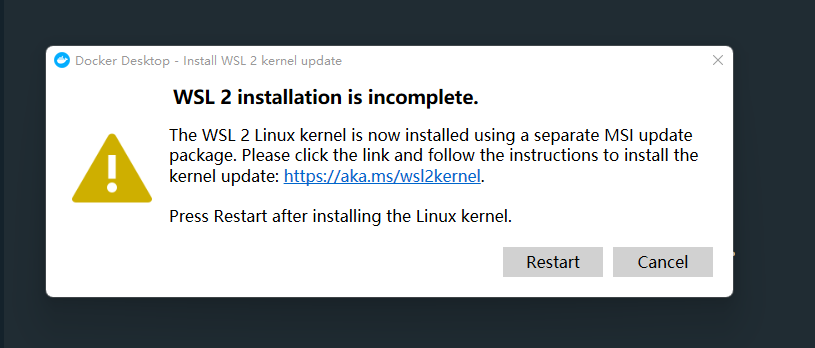 Docker Desktop - Install WSL 2 kernel update
WSL 2 installation is incomplete.
The WSL 2 Linux kernel is now installed using a separate MSI update
package. Please click the link and follow the instructions to install the
kernel update: https://aka.ms/wsl2kernel.
Press Restart after installing the Linux kernel.
Restart Cancel